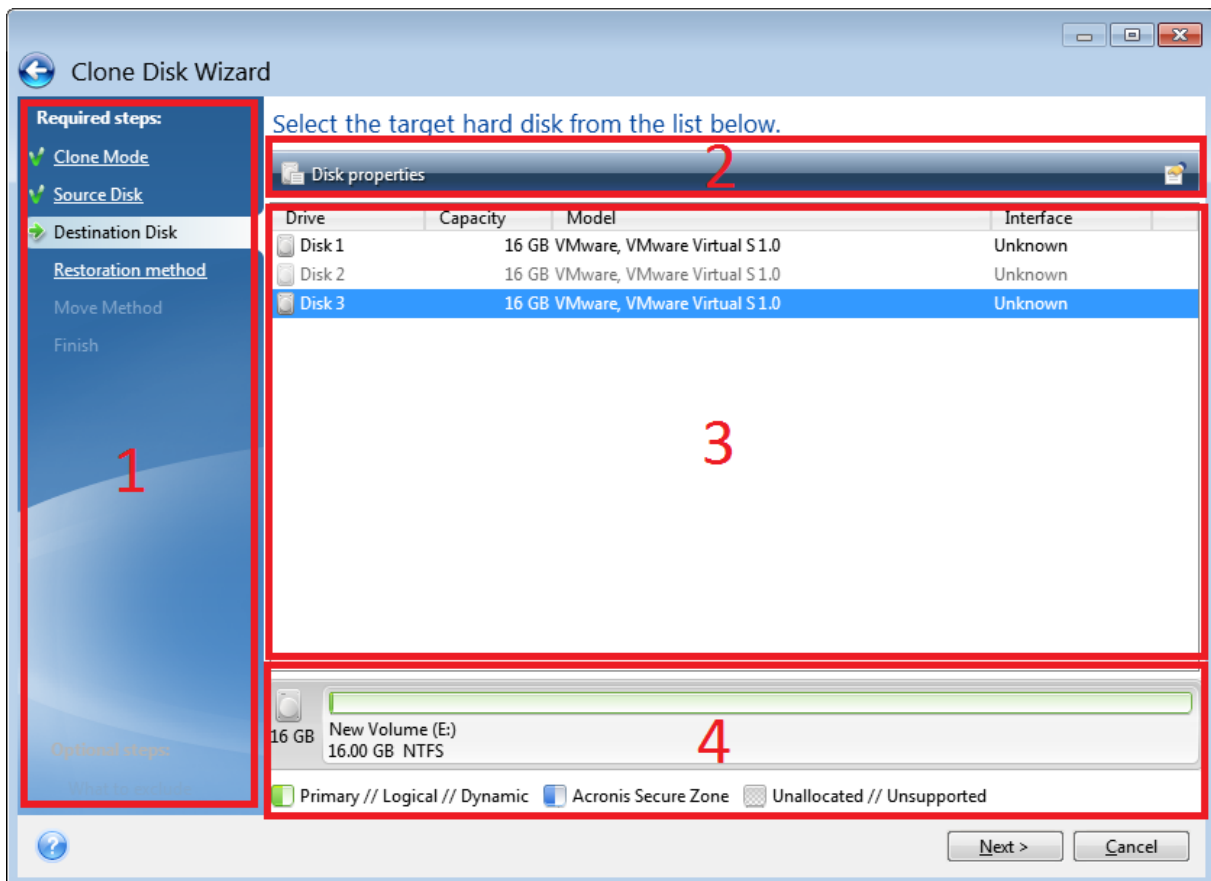 Clone Disk Wizard
Required steps:
Clone Mode
Source Disk
Destination Disk
Restoration method
Move Method
Finish
1
Optional steps:
What to exclude
Select the target hard disk from the list below.
Disk properties
2
Drive Capacity Model Interface
Disk 1 16 GB VMware, VMware Virtual S 1.0 Unknown
Disk 2 16 GB VMware, VMware Virtual S 1.0 Unknown
Disk 3 16 GB VMware, VMware Virtual S 1.0 Unknown
3
16 GB
New Volume (E:)
16.00 GB NTFS
4
Primary // Logical // Dynamic Acronis Secure Zone Unallocated // Unsupported
?
Next > Cancel